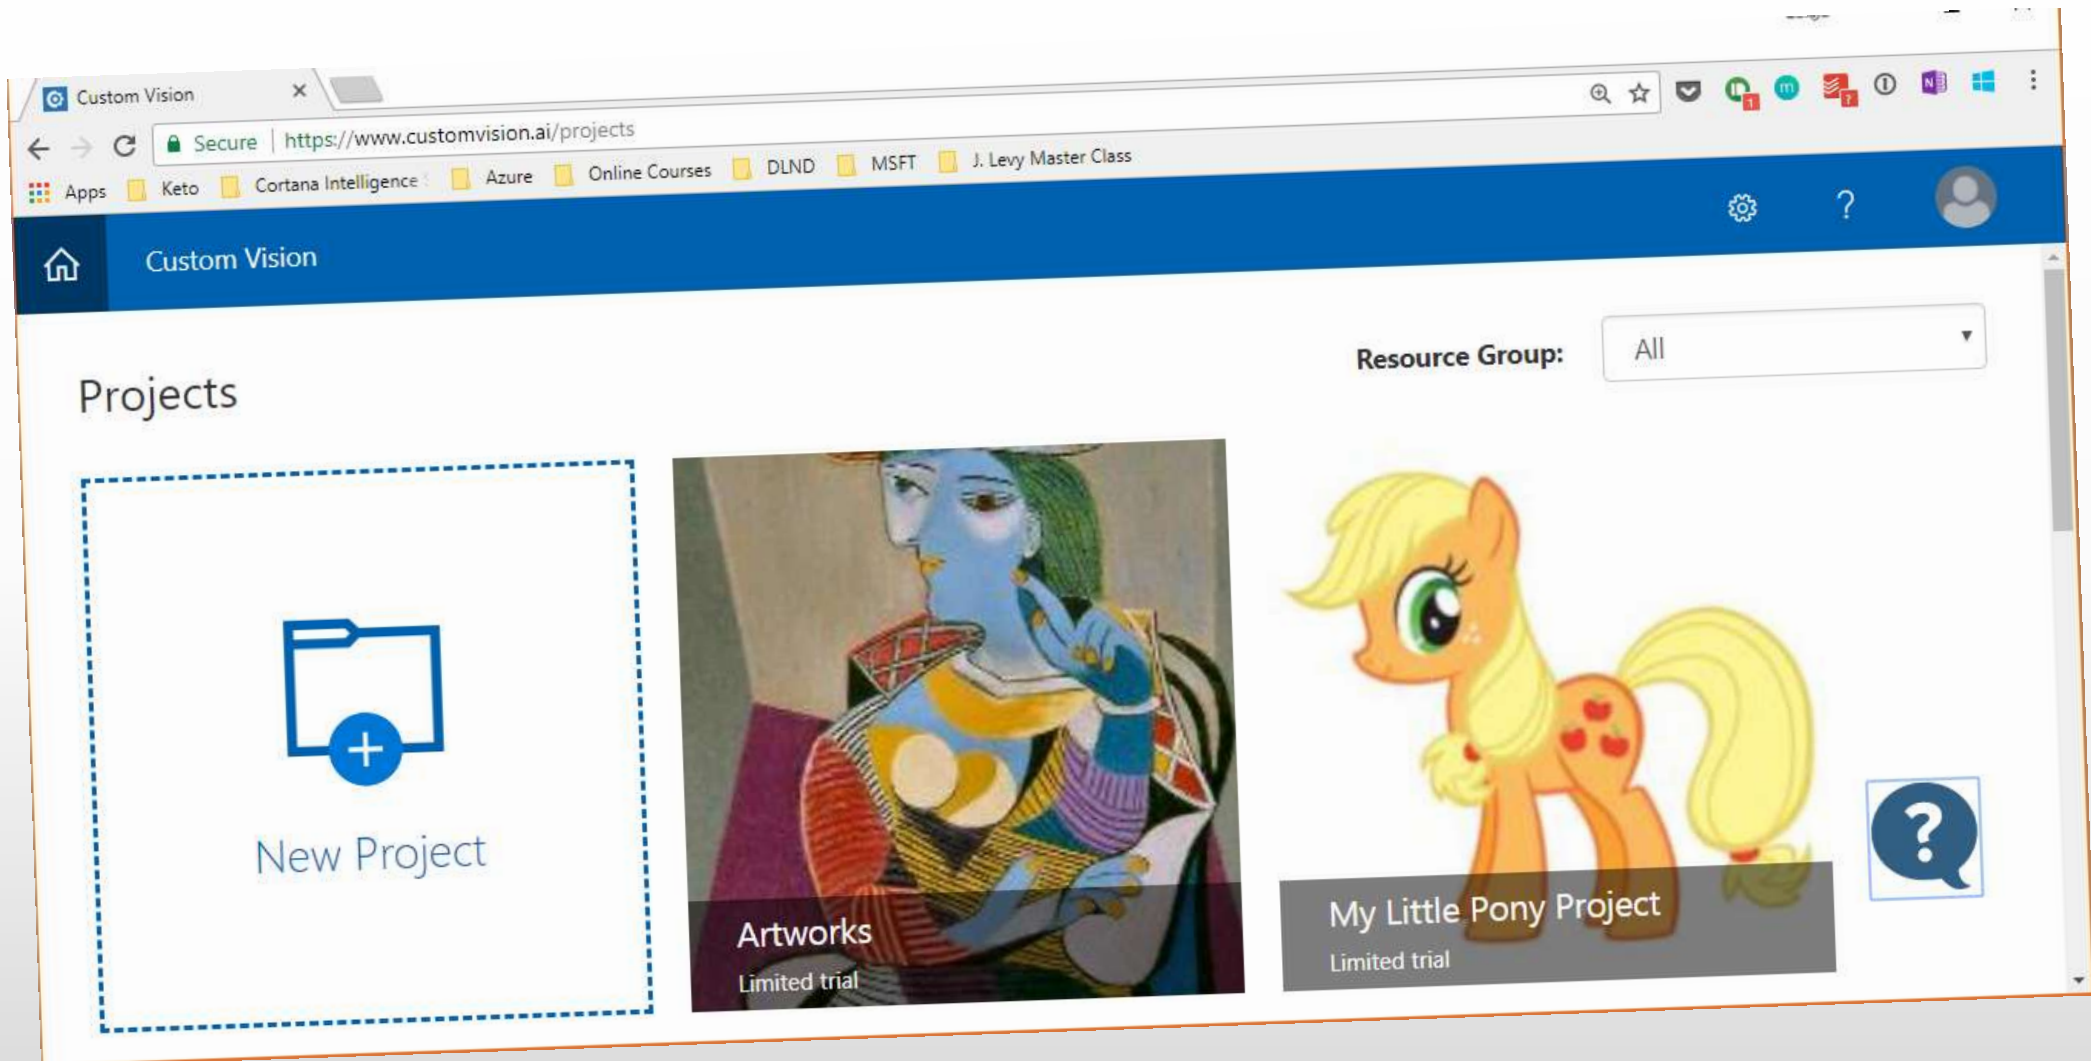 Custom Vision
Secure | https://www.customvision.ai/projects
Apps Keto Cortana Intelligence Azure Online Courses DLND MSFT J. Levy Master Class
Custom Vision
?
Projects
Resource Group: All
New Project
Artworks
Limited trial
My Little Pony Project
Limited trial
?